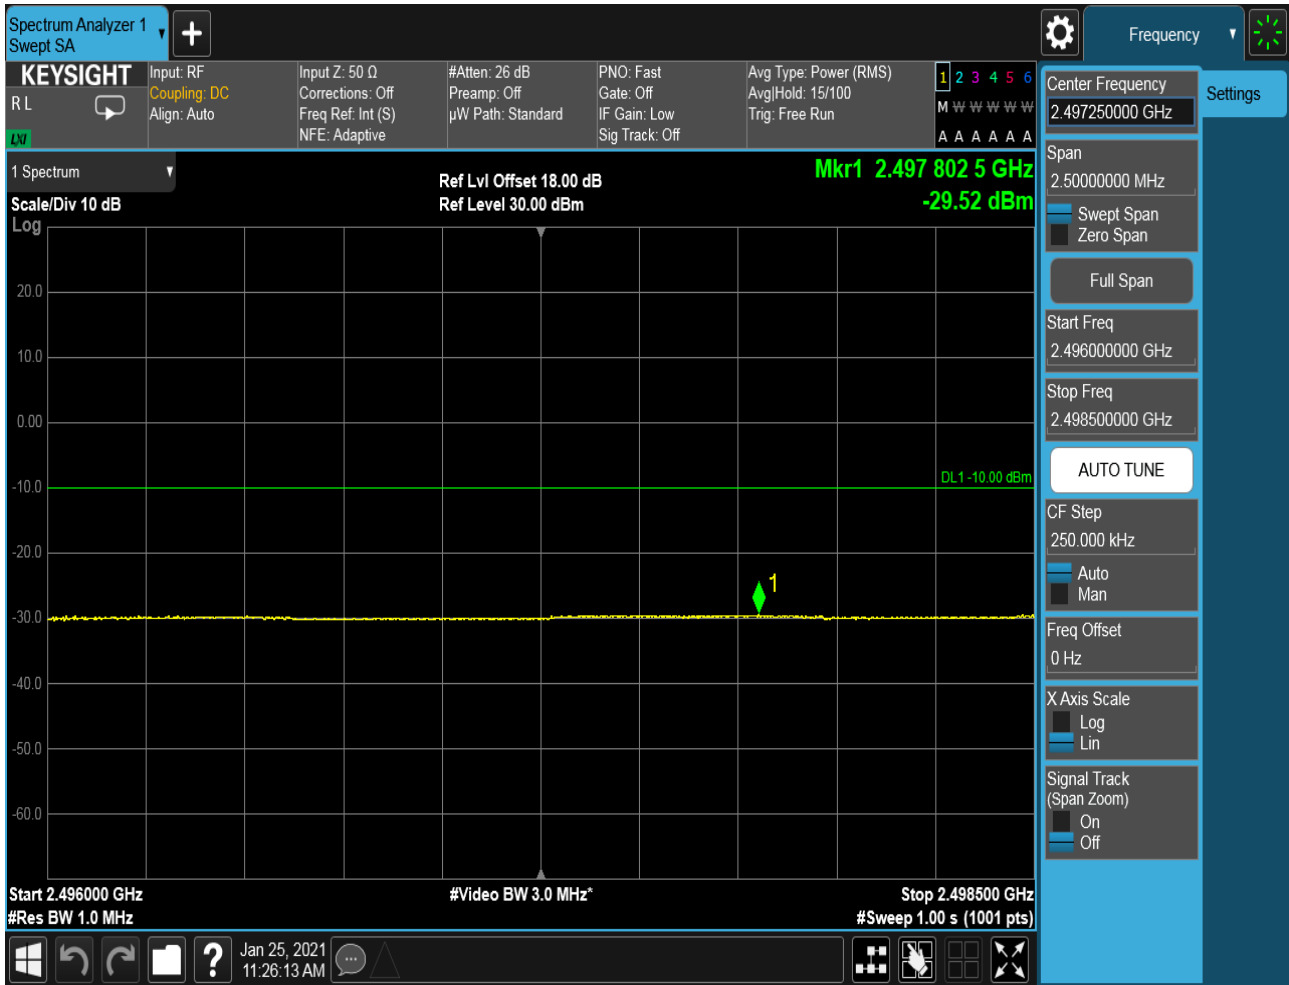 Spectrum Analyzer 1
Swept SA
Frequency
KEYSIGHT
R L
LXI
Input: RF
Coupling: DC
Align: Auto
Input Z: 50 Ω
Corrections: Off
Freq Ref: Int (S)
NFE: Adaptive
#Atten: 26 dB
Preamp: Off
µW Path: Standard
PNO: Fast
Gate: Off
IF Gain: Low
Sig Track: Off
Avg Type: Power (RMS)
Avg|Hold: 15/100
Trig: Free Run
1 2 3 4 5 6
M W W W W W
A A A A A A
1 Spectrum
Scale/Div 10 dB
Log
Ref Lvl Offset 18.00 dB
Ref Level 30.00 dBm
Mkr1 2.497 802 5 GHz
-29.52 dBm
20.0
10.0
0.00
-10.0
-20.0
-30.0
-40.0
-50.0
-60.0
DL1 -10.00 dBm
1
Start 2.496000 GHz
#Res BW 1.0 MHz
#Video BW 3.0 MHz*
Stop 2.498500 GHz
#Sweep 1.00 s (1001 pts)
Center Frequency
2.497250000 GHz
Settings
Span
2.50000000 MHz
Swept Span
Zero Span
Full Span
Start Freq
2.496000000 GHz
Stop Freq
2.498500000 GHz
AUTO TUNE
CF Step
250.000 kHz
Auto
Man
Freq Offset
0 Hz
X Axis Scale
Log
Lin
Signal Track
(Span Zoom)
On
Off
?
Jan 25, 2021
11:26:13 AM